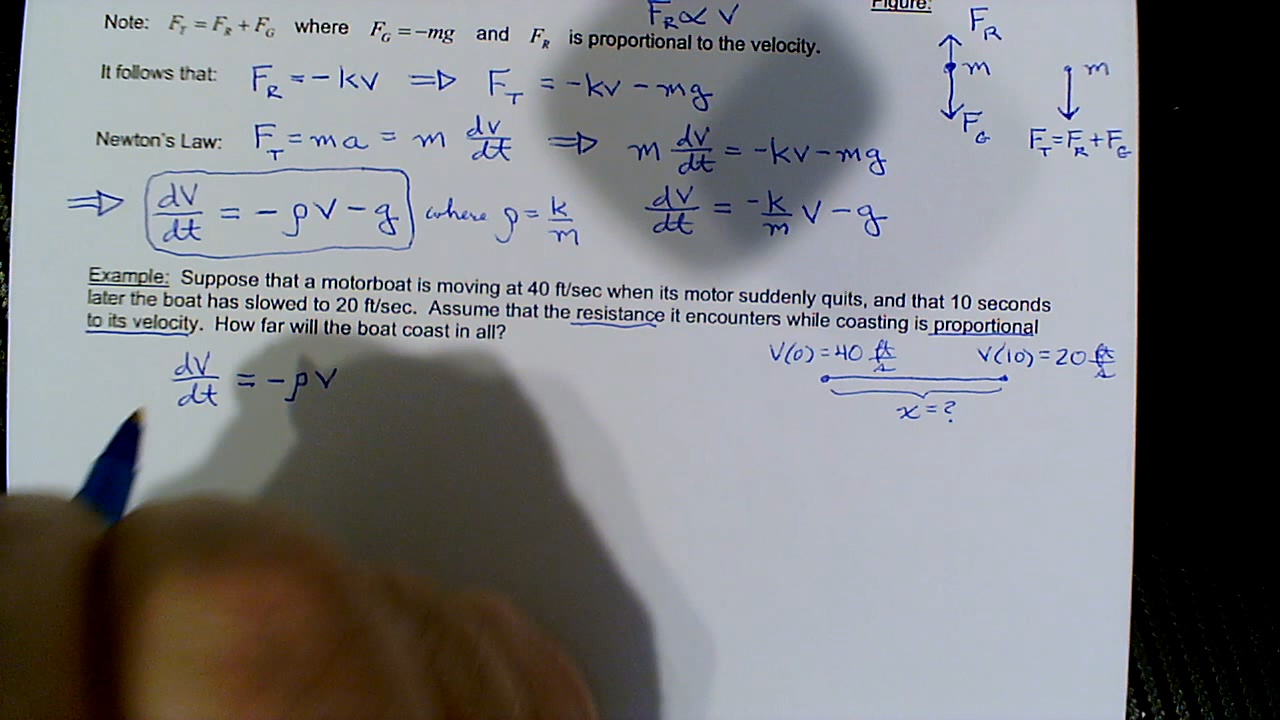 Figure:
Note: F_T = F_R + F_G where F_G = -mg and F_R is proportional to the velocity.
F_R ∝ V
F_R
m
F_G
m
F_T = F_R + F_G
It follows that: F_R = -kv ⇒ F_T = -kv - mg
Newton's Law: F_T = ma = m dv/dt ⇒ m dv/dt = -kv - mg
⇒ dv/dt = -ρv - g where ρ = k/m dv/dt = -k/m v - g
Example: Suppose that a motorboat is moving at 40 ft/sec when its motor suddenly quits, and that 10 seconds
later the boat has slowed to 20 ft/sec. Assume that the resistance it encounters while coasting is proportional
to its velocity. How far will the boat coast in all?
V(0) = 40 ft/s V(10) = 20 ft/s
x = ?
dv/dt = -ρv